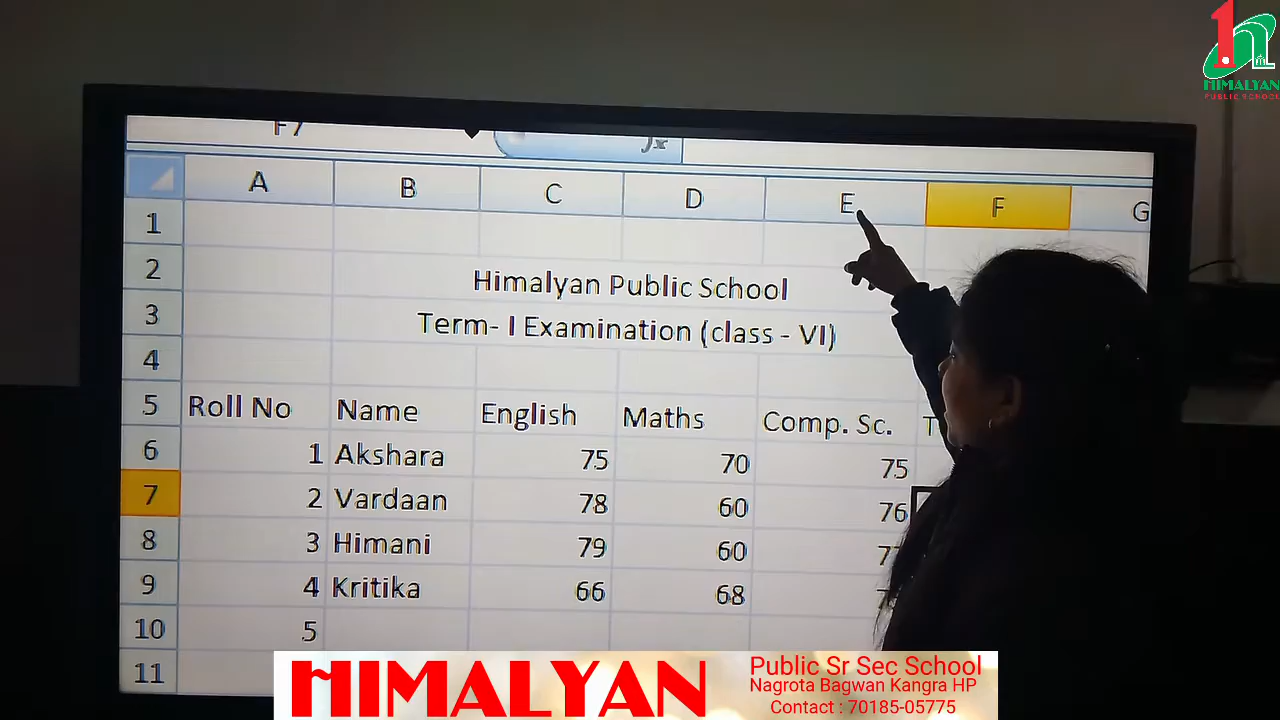 HIMALYAN
PUBLIC SCHOOL
F7 fx
A B C D E F G
1
2 Himalyan Public School
3 Term- I Examination (class - VI)
4
5 Roll No Name English Maths Comp. Sc.
6 1 Akshara 75 70 75
7 2 Vardaan 78 60 76
8 3 Himani 79 60
9 4 Kritika 66 68
10 5
11
HIMALYAN
Public Sr Sec School
Nagrota Bagwan Kangra HP
Contact : 70185-05775